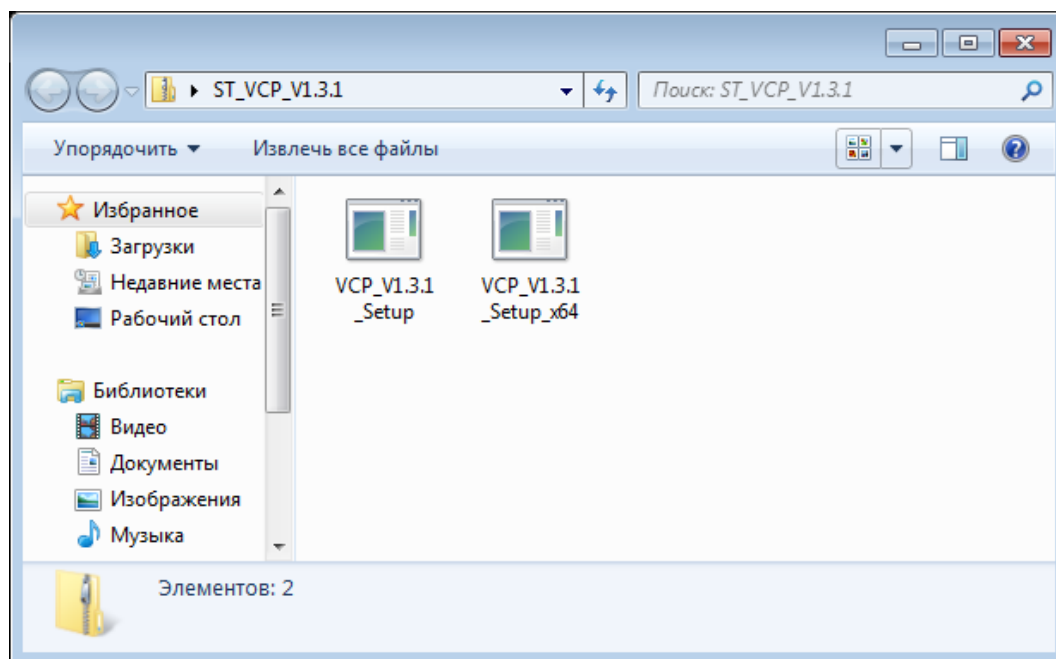 ST_VCP_V1.3.1
Поиск: ST_VCP_V1.3.1
Упорядочить
Извлечь все файлы
Избранное
Загрузки
Недавние места
Рабочий стол
Библиотеки
Видео
Документы
Изображения
Музыка
VCP_V1.3.1
_Setup
VCP_V1.3.1
_Setup_x64
Элементов: 2